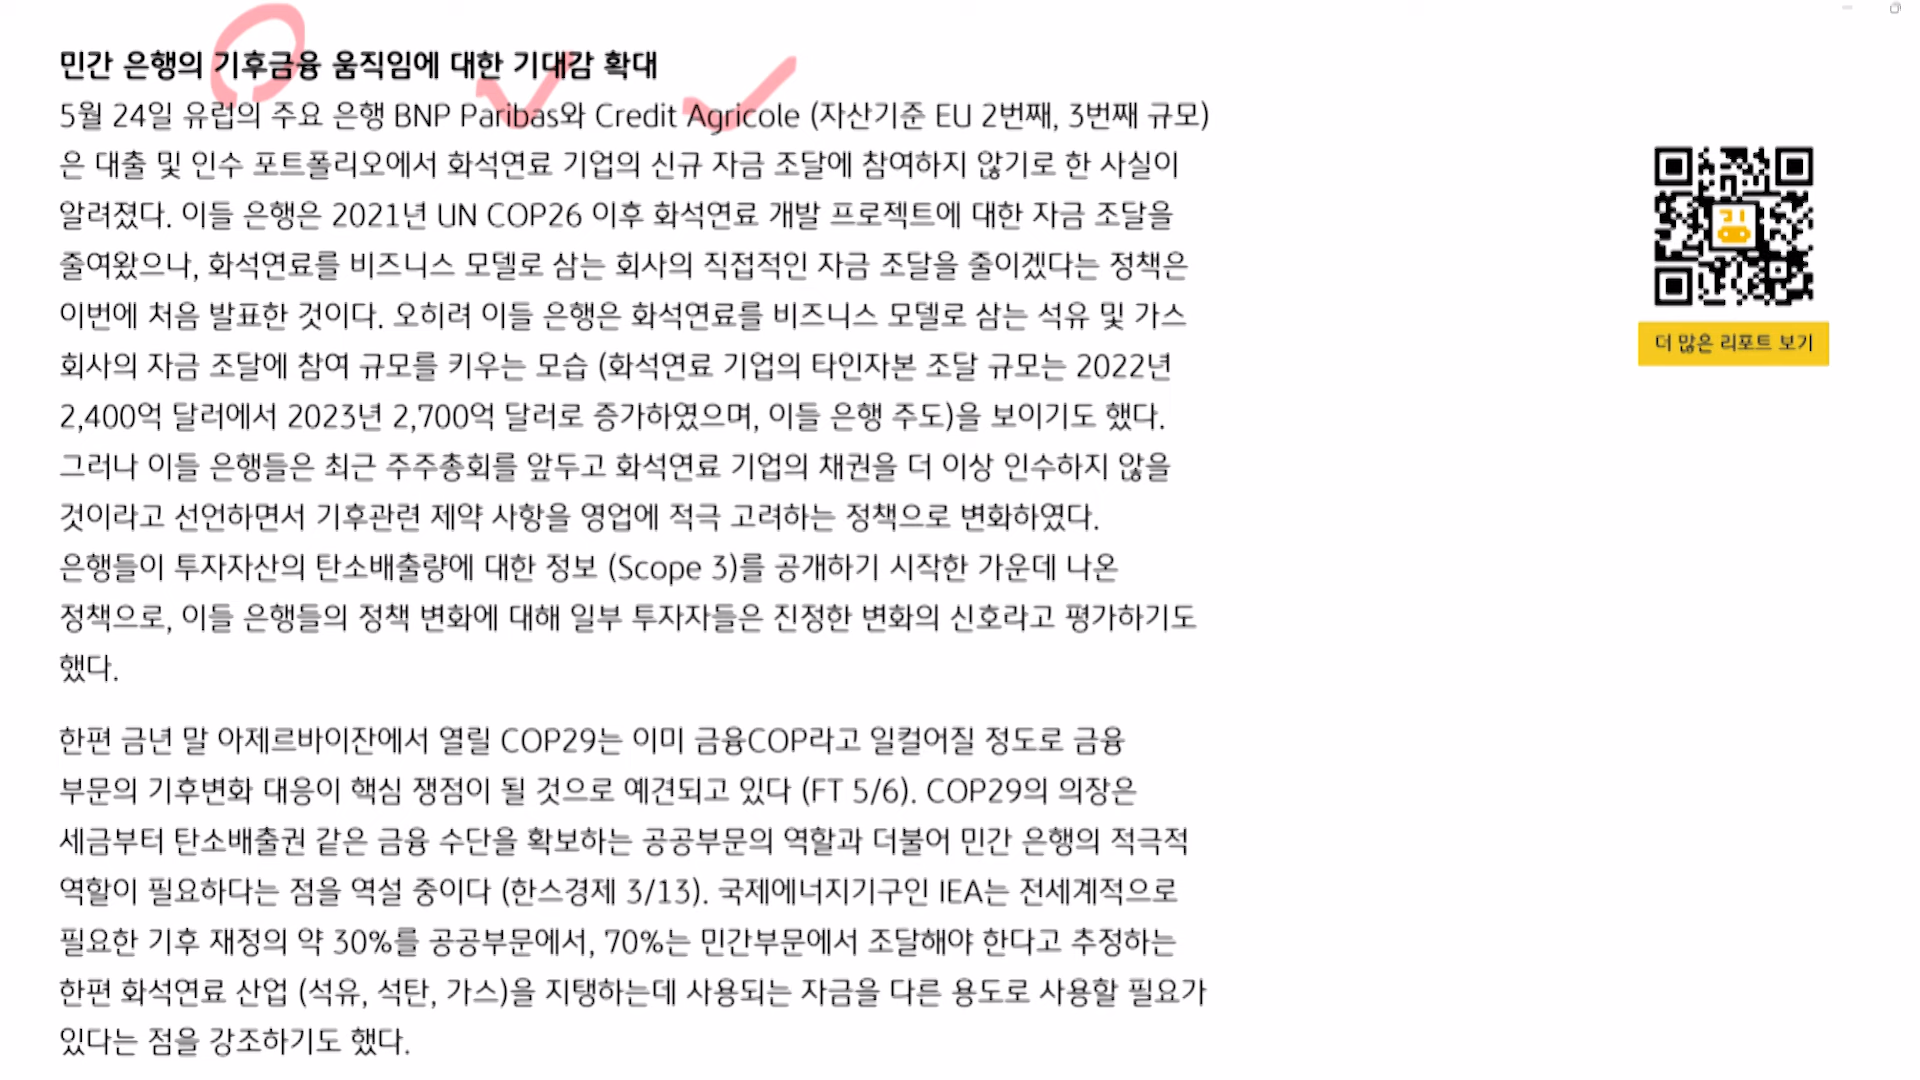 민간 은행의 기후금융 움직임에 대한 기대감 확대
5월 24일 유럽의 주요 은행 BNP Paribas와 Credit Agricole (자산기준 EU 2번째, 3번째 규모)
은 대출 및 인수 포트폴리오에서 화석연료 기업의 신규 자금 조달에 참여하지 않기로 한 사실이
알려졌다. 이들 은행은 2021년 UN COP26 이후 화석연료 개발 프로젝트에 대한 자금 조달을
줄여왔으나, 화석연료를 비즈니스 모델로 삼는 회사의 직접적인 자금 조달을 줄이겠다는 정책은
이번에 처음 발표한 것이다. 오히려 이들 은행은 화석연료를 비즈니스 모델로 삼는 석유 및 가스
회사의 자금 조달에 참여 규모를 키우는 모습 (화석연료 기업의 타인자본 조달 규모는 2022년
2,400억 달러에서 2023년 2,700억 달러로 증가하였으며, 이들 은행 주도)을 보이기도 했다.
그러나 이들 은행들은 최근 주주총회를 앞두고 화석연료 기업의 채권을 더 이상 인수하지 않을
것이라고 선언하면서 기후관련 제약 사항을 영업에 적극 고려하는 정책으로 변화하였다.
은행들이 투자자산의 탄소배출량에 대한 정보 (Scope 3)를 공개하기 시작한 가운데 나온
정책으로, 이들 은행들의 정책 변화에 대해 일부 투자자들은 진정한 변화의 신호라고 평가하기도
했다.
한편 금년 말 아제르바이잔에서 열릴 COP29는 이미 금융COP라고 일컬어질 정도로 금융
부문의 기후변화 대응이 핵심 쟁점이 될 것으로 예견되고 있다 (FT 5/6). COP29의 의장은
세금부터 탄소배출권 같은 금융 수단을 확보하는 공공부문의 역할과 더불어 민간 은행의 적극적
역할이 필요하다는 점을 역설 중이다 (한스경제 3/13). 국제에너지기구인 IEA는 전세계적으로
필요한 기후 재정의 약 30%를 공공부문에서, 70%는 민간부문에서 조달해야 한다고 추정하는
한편 화석연료 산업 (석유, 석탄, 가스)을 지탱하는데 사용되는 자금을 다른 용도로 사용할 필요가
있다는 점을 강조하기도 했다.
더 많은 리포트 보기